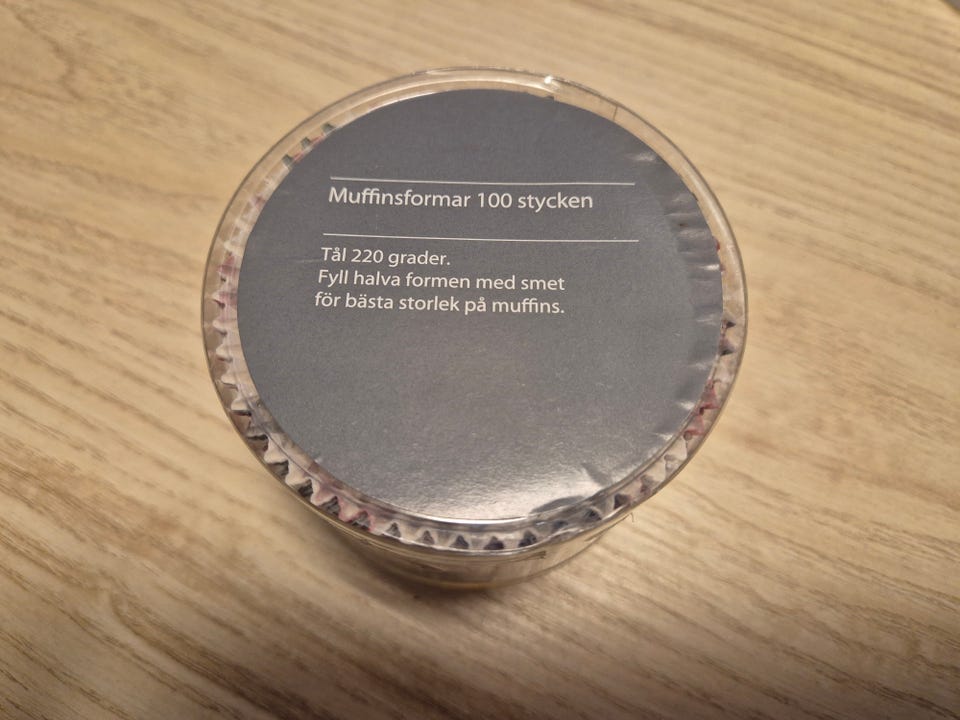 Muffinsformar 100 stycken
Tål 220 grader.
Fyll halva formen med smet
för bästa storlek på muffins.